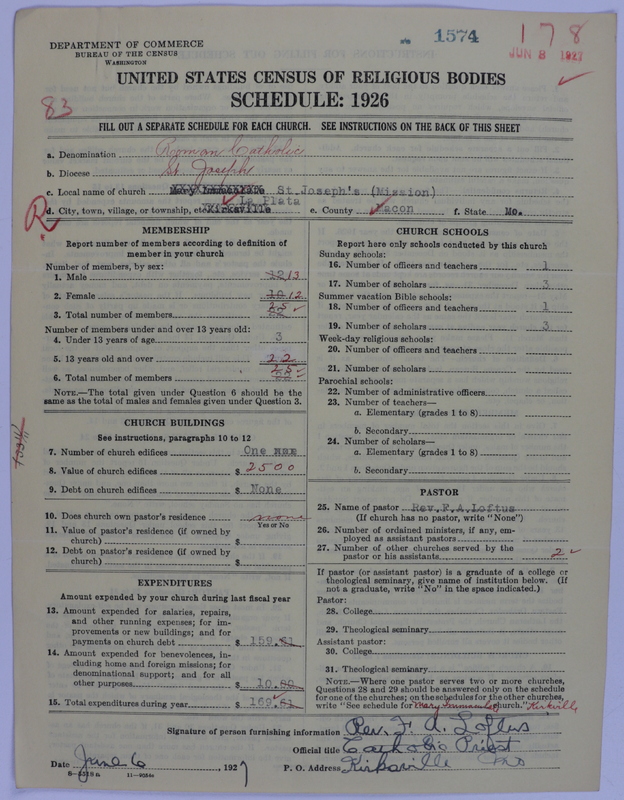 DEPARTMENT OF COMMERCE
BUREAU OF THE CENSUS
WASHINGTON
1574
178
JUN 8 1927
UNITED STATES CENSUS OF RELIGIOUS BODIES
SCHEDULE: 1926
83
FILL OUT A SEPARATE SCHEDULE FOR EACH CHURCH. SEE INSTRUCTIONS ON THE BACK OF THIS SHEET
a. Denomination Roman Catholic
b. Diocese St. Joseph
c. Local name of church Mary Immaculate St.Joseph's (Mission)
La Plata
d. City, town, village, or township, etc. Kirksville e. County Macon f. State Mo.
R
MEMBERSHIP
Report number of members according to definition of
member in your church
Number of members, by sex:
1. Male 12 13
2. Female 10 12
3. Total number of members 25 22
Number of members under and over 13 years old:
4. Under 13 years of age 3
5. 13 years old and over 22
6. Total number of members 25
NOTE.—The total given under Question 6 should be
same as the total of males and females given under Question 3.
CHURCH BUILDINGS
See instructions, paragraphs 10 to 12
7. Number of church edifices One
8. Value of church edifices $ 2500
9. Debt on church edifices $ None
10. Does church own pastor's residence none
Yes or No
11. Value of pastor's residence (if owned by
church) $
12. Debt on pastor's residence (if owned by
church) $
EXPENDITURES
Amount expended by your church during last fiscal year
13. Amount expended for salaries, repairs,
and other running expenses; for im-
provements or new buildings; and for
payments on church debt $ 159.61
14. Amount expended for benevolences, in-
cluding home and foreign missions; for
denominational support; and for all
other purposes $ 10.00
15. Total expenditures during year $ 169.61
CHURCH SCHOOLS
Report here only schools conducted by this church
Sunday schools:
16. Number of officers and teachers 1
17. Number of scholars 3
Summer vacation Bible schools:
18. Number of officers and teachers 1
19. Number of scholars 3
Week-day religious schools:
20. Number of officers and teachers
21. Number of scholars
Parochial schools:
22. Number of administrative officers
23. Number of teachers—
a. Elementary (grades 1 to 8)
b. Secondary
24. Number of scholars—
a. Elementary (grades 1 to 8)
b. Secondary
PASTOR
25. Name of pastor Rev.F.A.Loftus
(If church has no pastor, write "None")
26. Number of ordained ministers, if any, em-
ployed as assistant pastors
27. Number of other churches served by the
pastor or his assistants 2
If pastor (or assistant pastor) is a graduate of a college or
theological seminary, give name of institution below. (If
not a graduate, write "No" in the space indicated.)
Pastor:
28. College
29. Theological seminary
Assistant pastor:
30. College
31. Theological seminary
NOTE.—Where one pastor serves two or more churches,
Questions 28 and 29 should be answered only on the schedule
for one of the churches; on the schedules for the other churches,
write "See schedule for Mary Immaculate church." Kirksville
Signature of person furnishing information Rev. F. A. Loftus
Official title Catholic Priest
Date June 6, 1927 P. O. Address Kirksville Mo
8-5518a 11-9254c